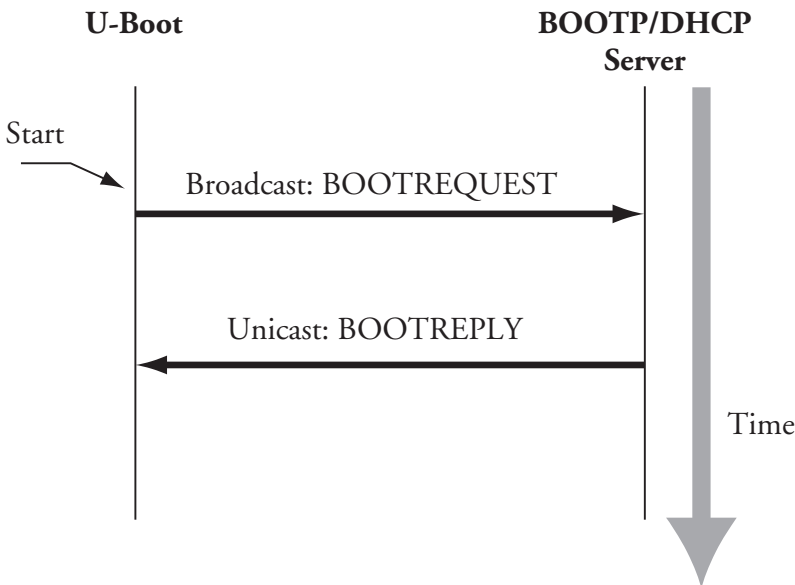 U-Boot
BOOTP/DHCP
Server
Start
Broadcast: BOOTREQUEST
Unicast: BOOTREPLY
Time